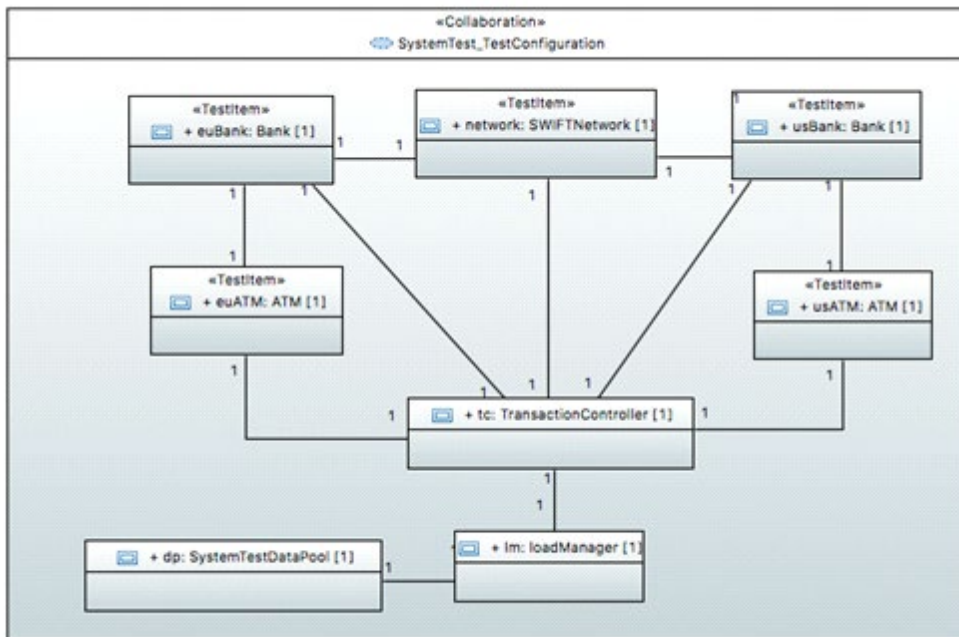 «Collaboration»
SystemTest_TestConfiguration
«TestItem»
+ euBank: Bank [1]
«TestItem»
+ network: SWIFTNetwork [1]
1
«TestItem»
+ usBank: Bank [1]
1
1
1
1
1
1
1
1
1
1
«TestItem»
+ euATM: ATM [1]
1
«TestItem»
+ usATM: ATM [1]
1
1
1
1
1
1
+ tc: TransactionController [1]
1
1
1
+ dp: SystemTestDataPool [1]
+ lm: loadManager [1]
1